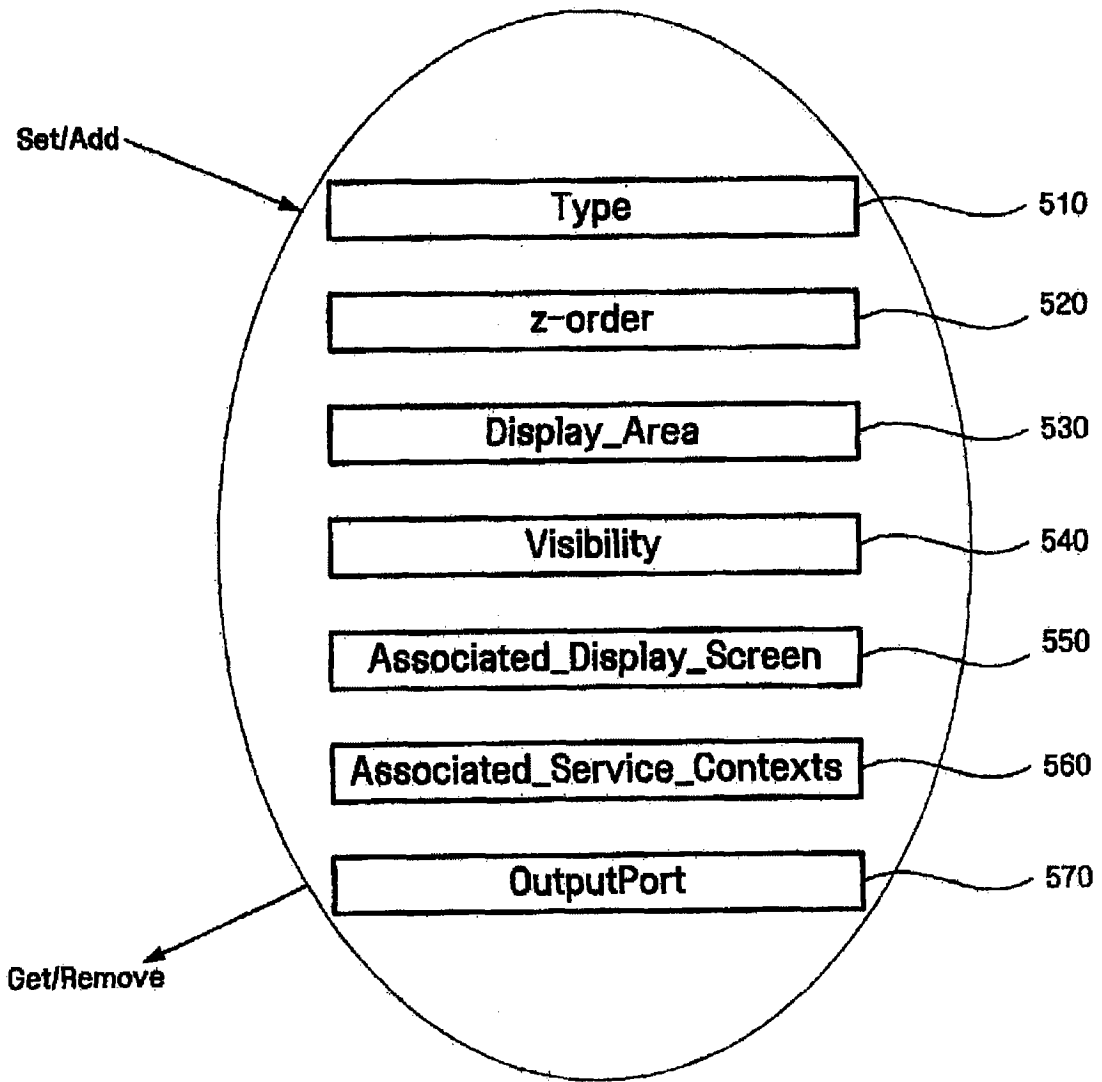 Set/Add
Type
510
z-order
520
Display_Area
530
Visibility
540
Associated_Display_Screen
550
Associated_Service_Contexts
560
OutputPort
570
Get/Remove